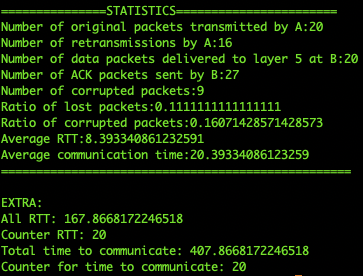 ===============STATISTICS=======================
Number of original packets transmitted by A:20
Number of retransmissions by A:16
Number of data packets delivered to layer 5 at B:20
Number of ACK packets sent by B:27
Number of corrupted packets:9
Ratio of lost packets:0.1111111111111111
Ratio of corrupted packets:0.16071428571428573
Average RTT:8.393340861232591
Average communication time:20.39334086123259
==================================================
EXTRA:
All RTT: 167.8668172246518
Counter RTT: 20
Total time to communicate: 407.8668172246518
Counter for time to communicate: 20